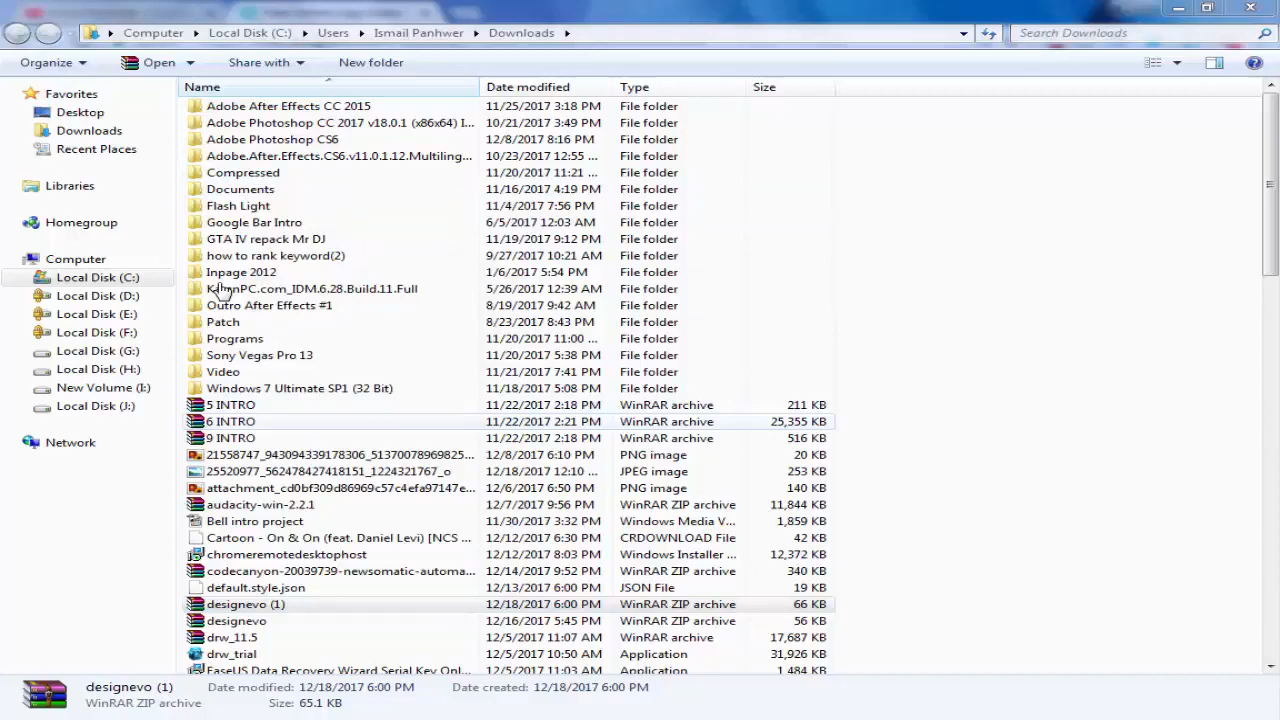 Computer Local Disk (C:) Users Ismail Panhwer Downloads Search Downloads
Organize Open Share with New folder
Name Date modified Type Size
Favorites
Desktop
Downloads
Recent Places
Libraries
Homegroup
Computer
Local Disk (C:)
Local Disk (D:)
Local Disk (E:)
Local Disk (F:)
Local Disk (G:)
Local Disk (H:)
New Volume (I:)
Local Disk (J:)
Network
Adobe After Effects CC 2015 11/25/2017 3:18 PM File folder
Adobe Photoshop CC 2017 v18.0.1 (x86x64) I... 10/21/2017 3:49 PM File folder
Adobe Photoshop CS6 12/8/2017 8:16 PM File folder
Adobe.After.Effects.CS6.v11.0.1.12.Multiling... 10/23/2017 12:55 ... File folder
Compressed 11/20/2017 11:21 ... File folder
Documents 11/16/2017 4:19 PM File folder
Flash Light 11/4/2017 7:56 PM File folder
Google Bar Intro 6/5/2017 12:03 AM File folder
GTA IV repack Mr DJ 11/19/2017 9:12 PM File folder
how to rank keyword(2) 9/27/2017 10:21 AM File folder
Inpage 2012 1/6/2017 5:54 PM File folder
5/26/2017 12:39 AM File folder
Outro After Effects #1 8/19/2017 9:42 AM File folder
Patch 8/23/2017 8:43 PM File folder
Programs 11/20/2017 11:00 ... File folder
Sony Vegas Pro 13 11/20/2017 5:38 PM File folder
Video 11/20/2017 7:41 PM File folder
Windows 7 Ultimate SP1 (32 Bit) 11/18/2017 5:08 PM File folder
5 INTRO 11/22/2017 2:18 PM WinRAR archive 211 KB
6 INTRO 11/22/2017 2:21 PM WinRAR archive 25,355 KB
9 INTRO 11/22/2017 2:18 PM WinRAR archive 516 KB
21558747_943094339178306_51370078969825... 12/8/2017 6:10 PM PNG image 20 KB
25520977_562478427418151_1224321767_o 12/18/2017 12:10 ... JPEG image 253 KB
attachment_cd0bf309d86969c57c4efa97147e... 12/6/2017 6:50 PM PNG image 140 KB
audacity-win-2.2.1 12/7/2017 9:56 PM WinRAR ZIP archive 11,844 KB
Bell intro project 11/30/2017 3:32 PM Windows Media V... 1,859 KB
Cartoon - On & On (feat. Daniel Levi) [NCS ... 12/12/2017 6:30 PM CRDOWNLOAD File 42 KB
chromeremotedesktophost 12/12/2017 8:03 PM Windows Installer ... 12,372 KB
codecanyon-20039739-newsomatic-automa... 12/14/2017 9:52 PM WinRAR ZIP archive 340 KB
default.style.json 12/13/2017 6:00 PM JSON File 19 KB
designevo (1) 12/18/2017 6:00 PM WinRAR ZIP archive 66 KB
designevo 12/16/2017 5:45 PM WinRAR ZIP archive 56 KB
drw_11.5 12/5/2017 11:07 AM WinRAR archive 17,687 KB
drw_trial 12/5/2017 10:50 AM Application 31,926 KB
EaseUS Data Recovery Wizard Serial Key Onl... 12/5/2017 11:03 AM Application 1,484 KB
designevo (1) Date modified: 12/18/2017 6:00 PM Date created: 12/18/2017 6:00 PM
WinRAR ZIP archive Size: 65.1 KB